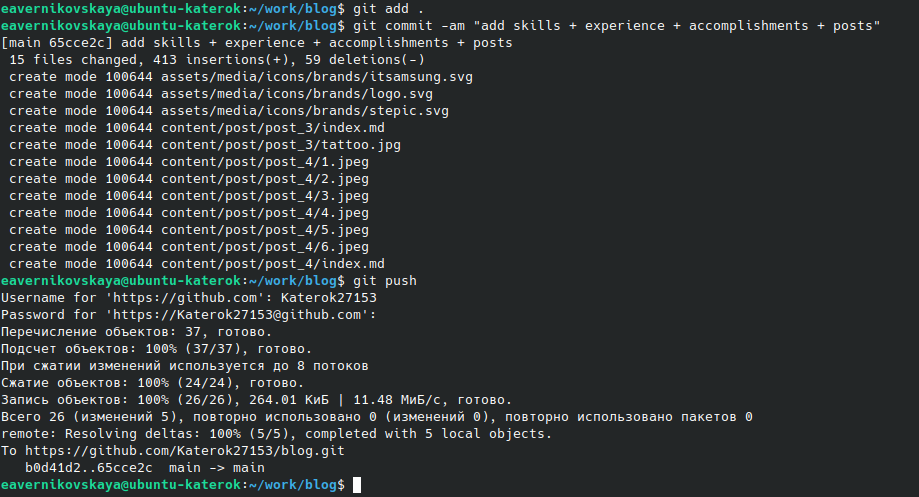 eavernikovskaya@ubuntu-katerok:~/work/blog$ git add .
eavernikovskaya@ubuntu-katerok:~/work/blog$ git commit -am "add skills + experience + accomplishments + posts"
[main 65cce2c] add skills + experience + accomplishments + posts
 15 files changed, 413 insertions(+), 59 deletions(-)
 create mode 100644 assets/media/icons/brands/itsamsung.svg
 create mode 100644 assets/media/icons/brands/logo.svg
 create mode 100644 assets/media/icons/brands/stepic.svg
 create mode 100644 content/post/post_3/index.md
 create mode 100644 content/post/post_3/tattoo.jpg
 create mode 100644 content/post/post_4/1.jpeg
 create mode 100644 content/post/post_4/2.jpeg
 create mode 100644 content/post/post_4/3.jpeg
 create mode 100644 content/post/post_4/4.jpeg
 create mode 100644 content/post/post_4/5.jpeg
 create mode 100644 content/post/post_4/6.jpeg
 create mode 100644 content/post/post_4/index.md
eavernikovskaya@ubuntu-katerok:~/work/blog$ git push
Username for 'https://github.com': Katerok27153
Password for 'https://Katerok27153@github.com':
Перечисление объектов: 37, готово.
Подсчет объектов: 100% (37/37), готово.
При сжатии изменений используется до 8 потоков
Сжатие объектов: 100% (24/24), готово.
Запись объектов: 100% (26/26), 264.01 КиБ | 11.48 МиБ/с, готово.
Всего 26 (изменений 5), повторно использовано 0 (изменений 0), повторно использовано пакетов 0
remote: Resolving deltas: 100% (5/5), completed with 5 local objects.
To https://github.com/Katerok27153/blog.git
   b0d41d2..65cce2c  main -> main
eavernikovskaya@ubuntu-katerok:~/work/blog$